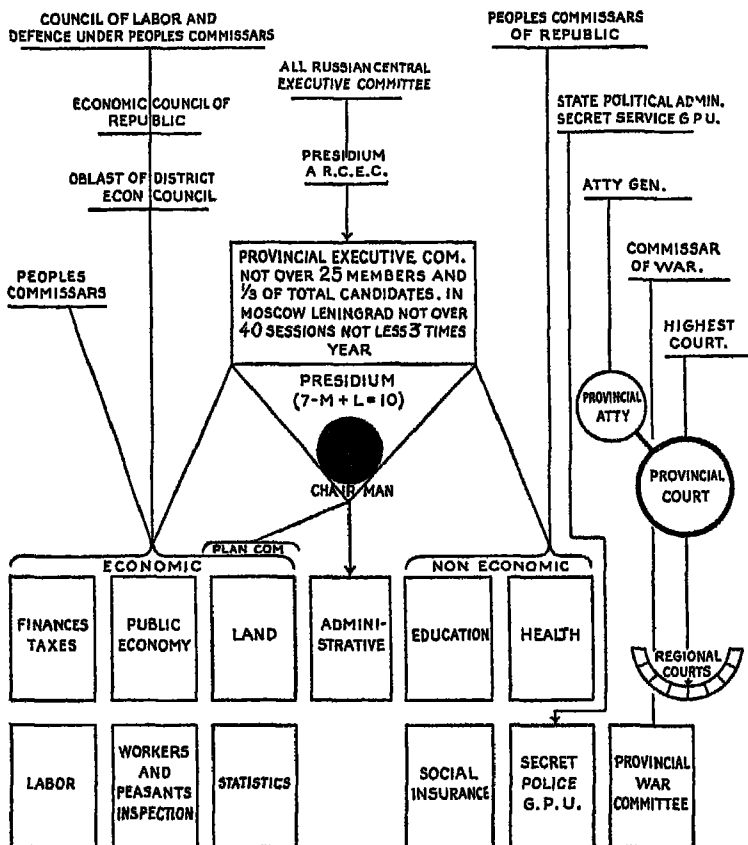 COUNCIL OF LABOR AND
DEFENCE UNDER PEOPLES COMMISSARS
PEOPLES COMMISSARS
OF REPUBLIC
ALL RUSSIAN CENTRAL
EXECUTIVE COMMITTEE
ECONOMIC COUNCIL OF
REPUBLIC
STATE POLITICAL ADMIN.
SECRET SERVICE G P U.
PRESIDIUM
A R.C.E.C.
OBLAST OF DISTRICT
ECON COUNCIL
ATTY GEN.
PROVINCIAL EXECUTIVE COM.
NOT OVER 25 MEMBERS AND
⅓ OF TOTAL CANDIDATES. IN
MOSCOW LENINGRAD NOT OVER
40 SESSIONS NOT LESS 3 TIMES
YEAR
COMMISSAR
OF WAR.
PEOPLES
COMMISSARS
HIGHEST
COURT.
PRESIDIUM
(7-M + L = 10)
PROVINCIAL
ATTY
CHAIR MAN
PROVINCIAL
COURT
PLAN COM
ECONOMIC
NON ECONOMIC
FINANCES
TAXES
PUBLIC
ECONOMY
LAND
ADMINI-
STRATIVE
EDUCATION
HEALTH
REGIONAL
COURTS
LABOR
WORKERS
AND
PEASANTS
INSPECTION
STATISTICS
SOCIAL
INSURANCE
SECRET
POLICE
G.P.U.
PROVINCIAL
WAR
COMMITTEE